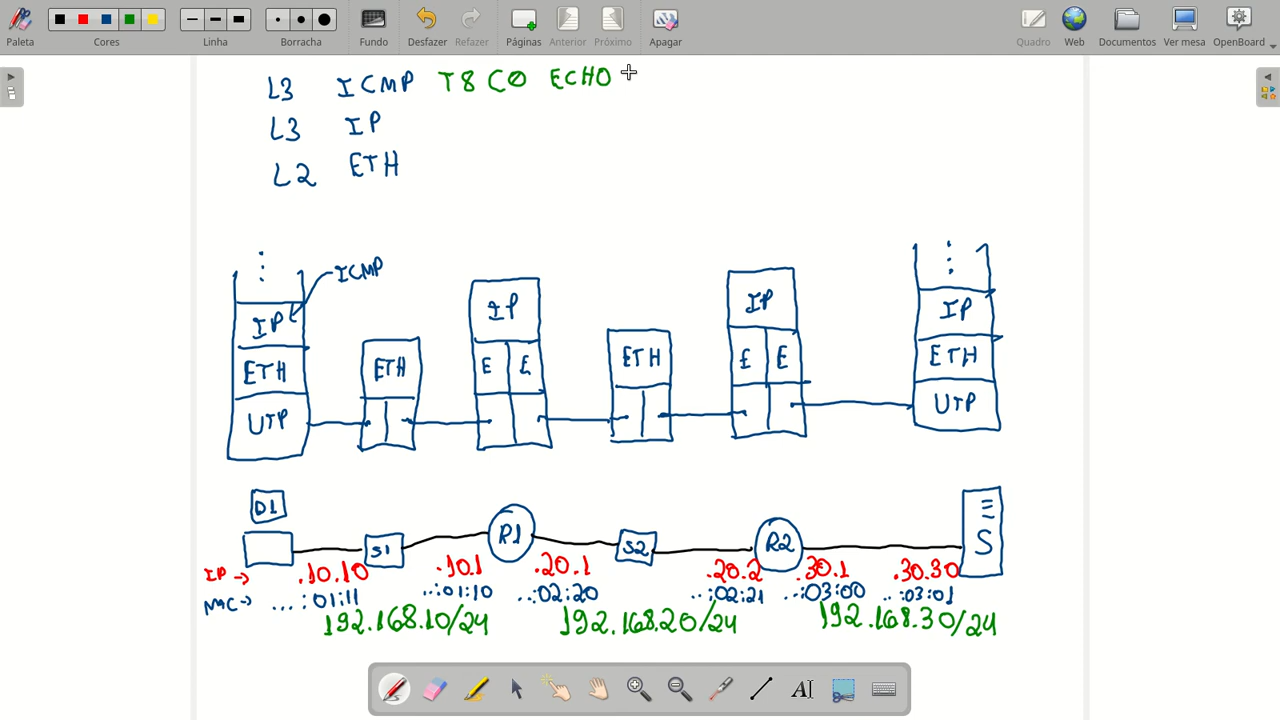 Paleta Cores Linha Borracha Fundo Desfazer Refazer Páginas Anterior Próximo Apagar Quadro Web Documentos Ver mesa OpenBoard
L3 ICMP T8 C0 ECHO
L3 IP
L2 ETH
ICMP
IP
ETH
UTP
ETH
IP
E E
ETH
IP
E E
IP
ETH
UTP
D1
S1 R1 S2 R2 S
IP → .10.10 .10.1 .20.1 .20.2 .30.1 .30.30
MAC → ...:01:11 ..:01:10 ..:02:20 ..:02:21 ..:03:00 ..:03:01
192.168.10/24 192.168.20/24 192.168.30/24